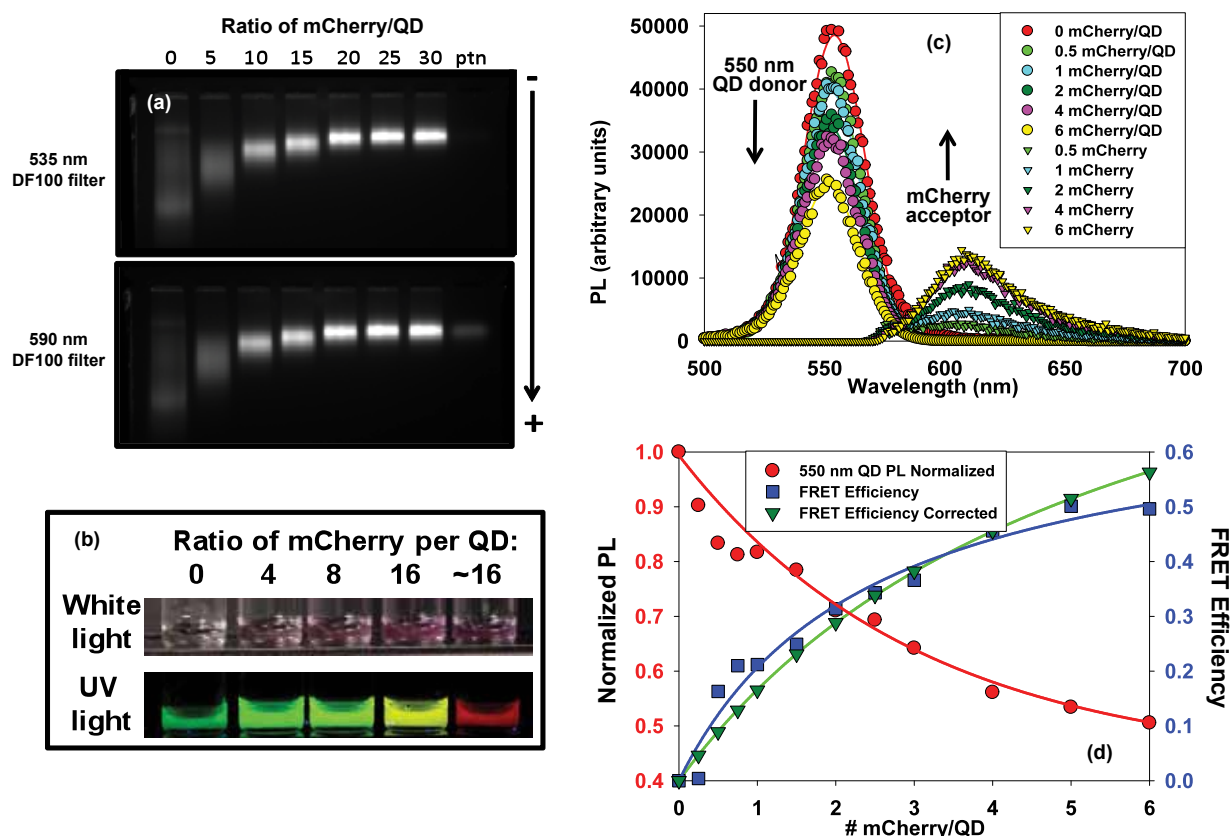 Ratio of mCherry/QD
0 5 10 15 20 25 30 ptn
(a)
-
535 nm
DF100 filter
590 nm
DF100 filter
+
(b)
Ratio of mCherry per QD:
0 4 8 16 ~16
White
light
UV
light
(c)
50000
40000
30000
20000
10000
0
PL (arbitrary units)
550 nm
QD donor
mCherry
acceptor
0 mCherry/QD
0.5 mCherry/QD
1 mCherry/QD
2 mCherry/QD
4 mCherry/QD
6 mCherry/QD
0.5 mCherry
1 mCherry
2 mCherry
4 mCherry
6 mCherry
500 550 600 650 700
Wavelength (nm)
1.0
0.9
0.8
0.7
0.6
0.5
0.4
Normalized PL
550 nm QD PL Normalized
FRET Efficiency
FRET Efficiency Corrected
0.6
0.5
0.4
0.3
0.2
0.1
0.0
FRET Efficiency
(d)
0 1 2 3 4 5 6
# mCherry/QD